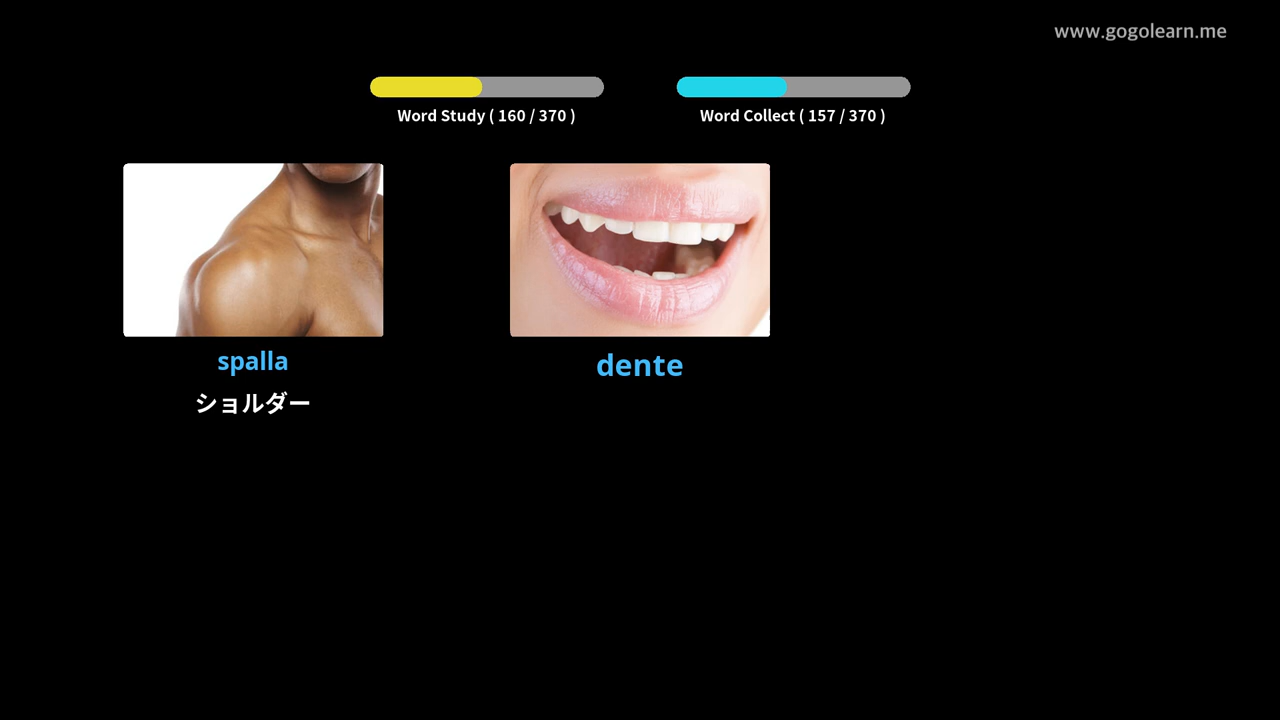 www.gogolearn.me
Word Study ( 160 / 370 )
Word Collect ( 157 / 370 )
spalla
ショルダー
dente